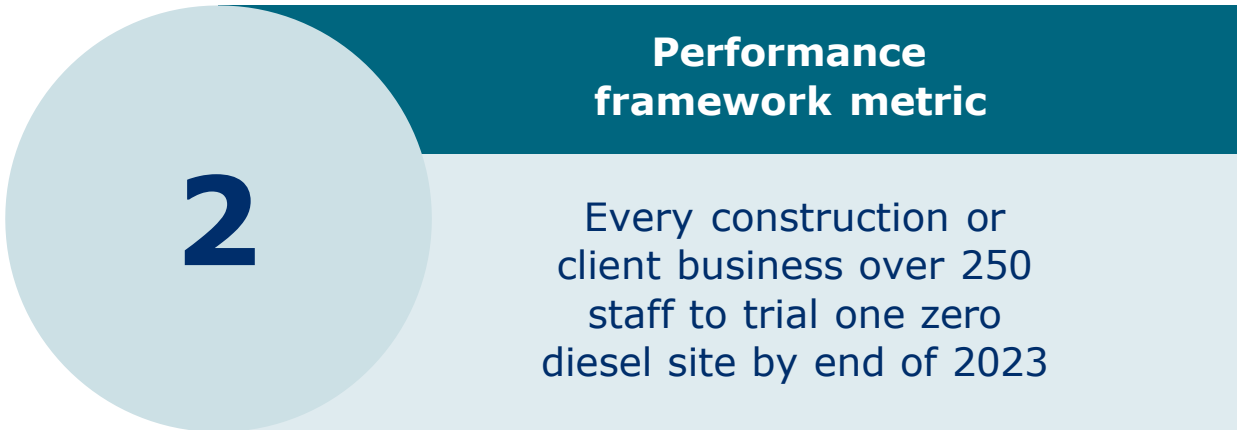 2
Performance
framework metric
Every construction or
client business over 250
staff to trial one zero
diesel site by end of 2023